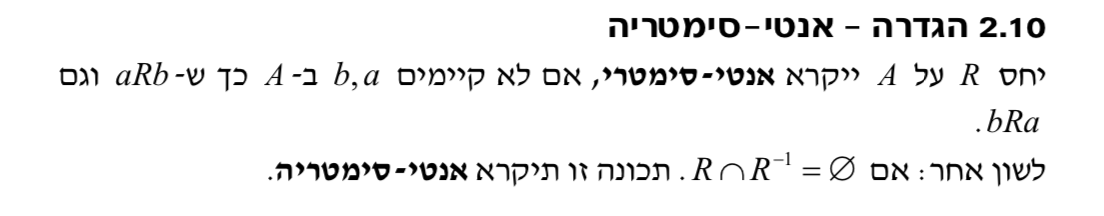 2.10 הגדרה – אנטי-סימטריה
יחס R על A ייקרא אנטי-סימטרי, אם לא קיימים b, a ב- A כך ש- aRb וגם
bRa.
לשון אחר: אם R ∩ R⁻¹ = ∅. תכונה זו תיקרא אנטי-סימטריה.